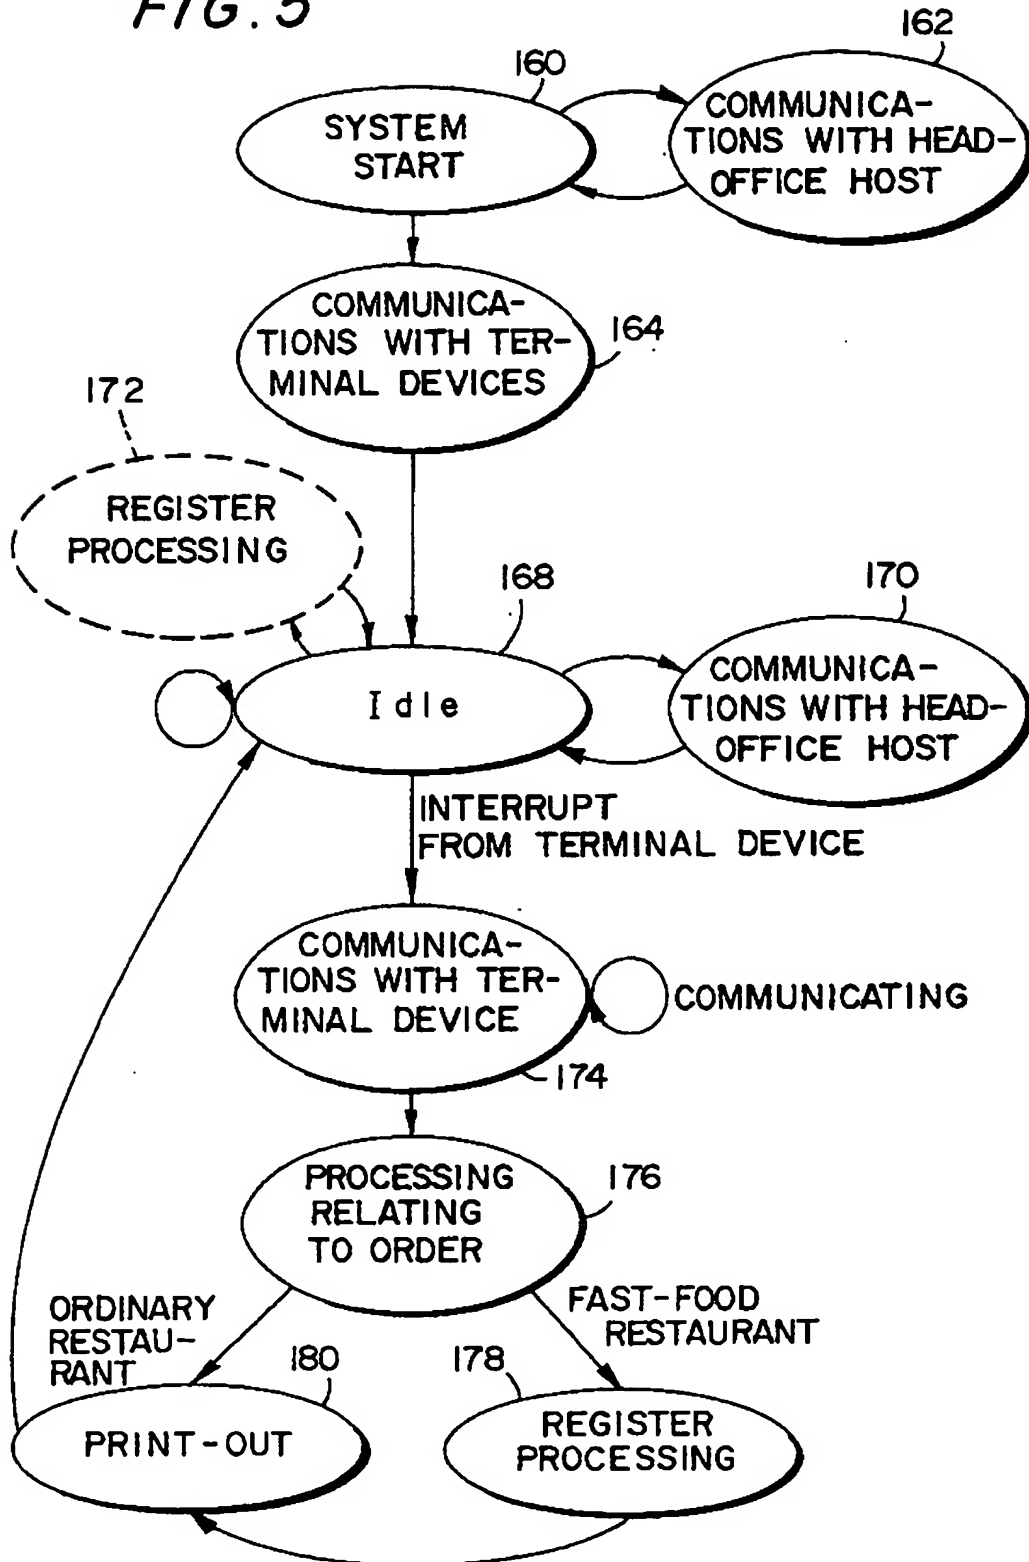 FIG. 5
162
160
SYSTEM
START
COMMUNICA-
TIONS WITH HEAD-
OFFICE HOST
COMMUNICA-
TIONS WITH TER-
MINAL DEVICES
164
172
REGISTER
PROCESSING
168
170
Idle
COMMUNICA-
TIONS WITH HEAD-
OFFICE HOST
INTERRUPT
FROM TERMINAL DEVICE
COMMUNICA-
TIONS WITH TER-
MINAL DEVICE
COMMUNICATING
174
PROCESSING
RELATING
TO ORDER
176
ORDINARY
RESTAU-
RANT
FAST-FOOD
RESTAURANT
180
178
PRINT-OUT
REGISTER
PROCESSING